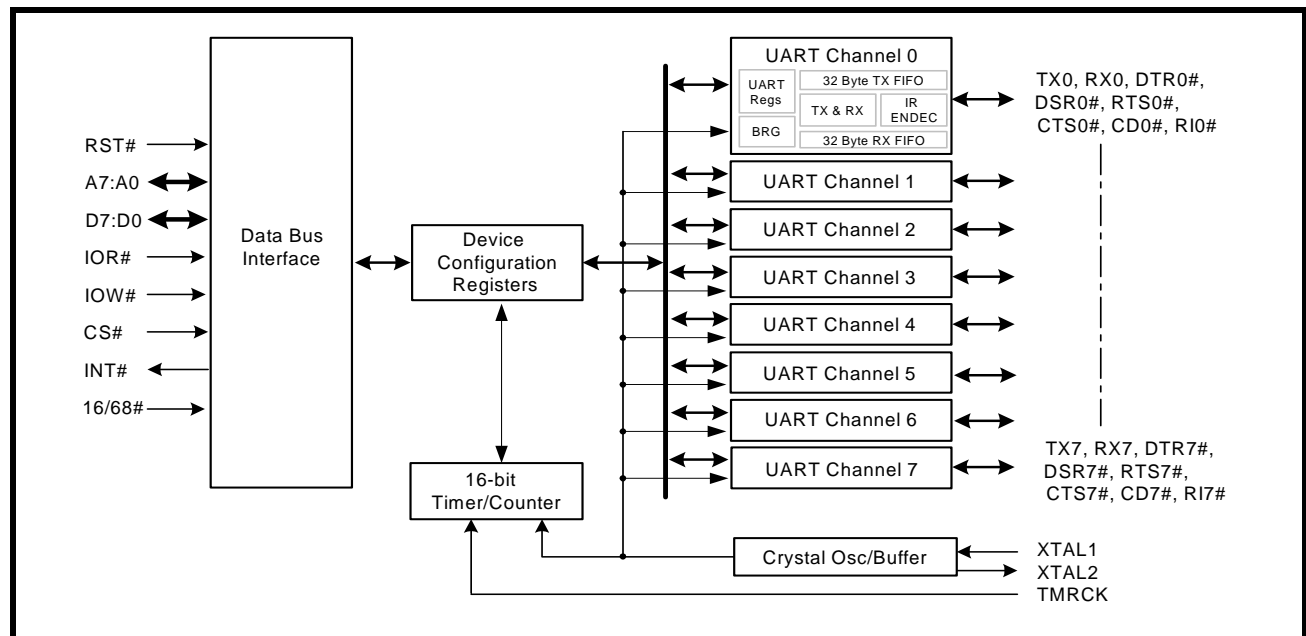 RST#
A7:A0
D7:D0
IOR#
IOW#
CS#
INT#
16/68#
Data Bus
Interface
Device
Configuration
Registers
16-bit
Timer/Counter
UART Channel 0
UART
Regs
BRG
32 Byte TX FIFO
TX & RX
IR
ENDEC
32 Byte RX FIFO
UART Channel 1
UART Channel 2
UART Channel 3
UART Channel 4
UART Channel 5
UART Channel 6
UART Channel 7
Crystal Osc/Buffer
TX0, RX0, DTR0#,
DSR0#, RTS0#,
CTS0#, CD0#, RI0#
TX7, RX7, DTR7#,
DSR7#, RTS7#,
CTS7#, CD7#, RI7#
XTAL1
XTAL2
TMRCK